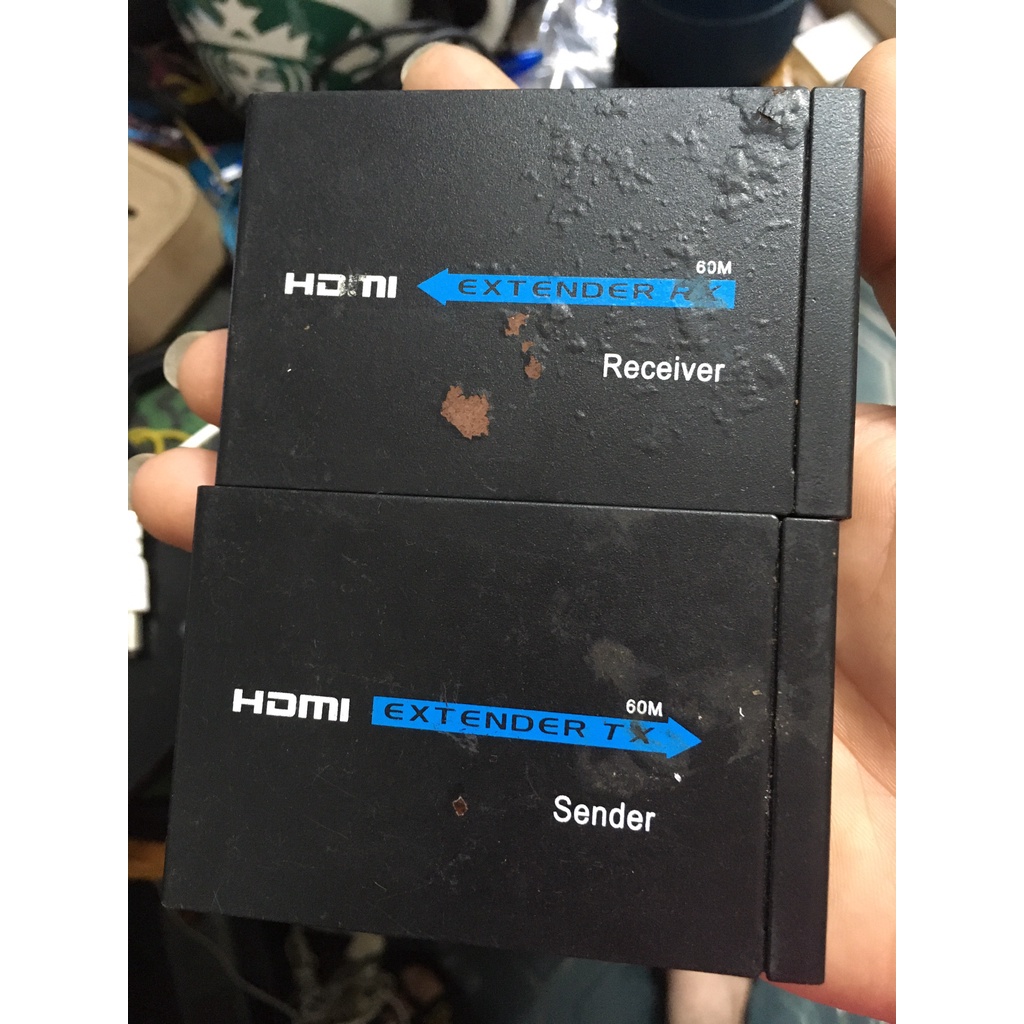 60M
HDMI EXTENDER RX
Receiver
60M
HDMI EXTENDER TX
Sender